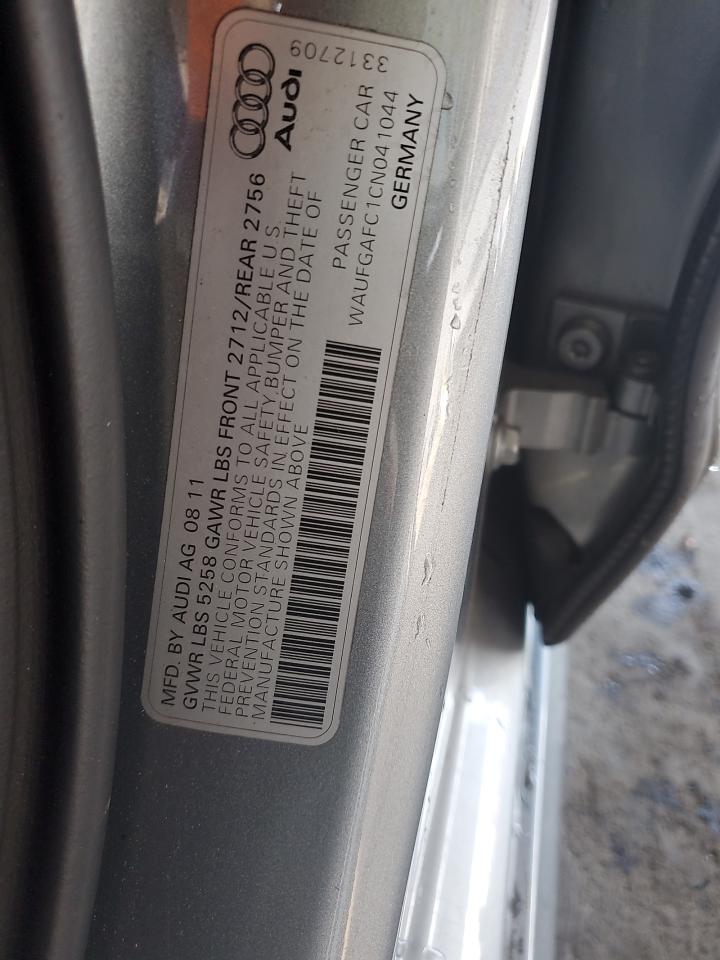 MFD. BY AUDI AG 08 11
GVWR LBS 5258 GAWR LBS FRONT 2712/REAR 2756
THIS VEHICLE CONFORMS TO ALL APPLICABLE U S
FEDERAL MOTOR VEHICLE SAFETY, BUMPER AND THEFT
PREVENTION STANDARDS IN EFFECT ON THE DATE OF
MANUFACTURE SHOWN ABOVE
Audi
3312709
PASSENGER CAR
WAUFGAFC1CN041044
GERMANY